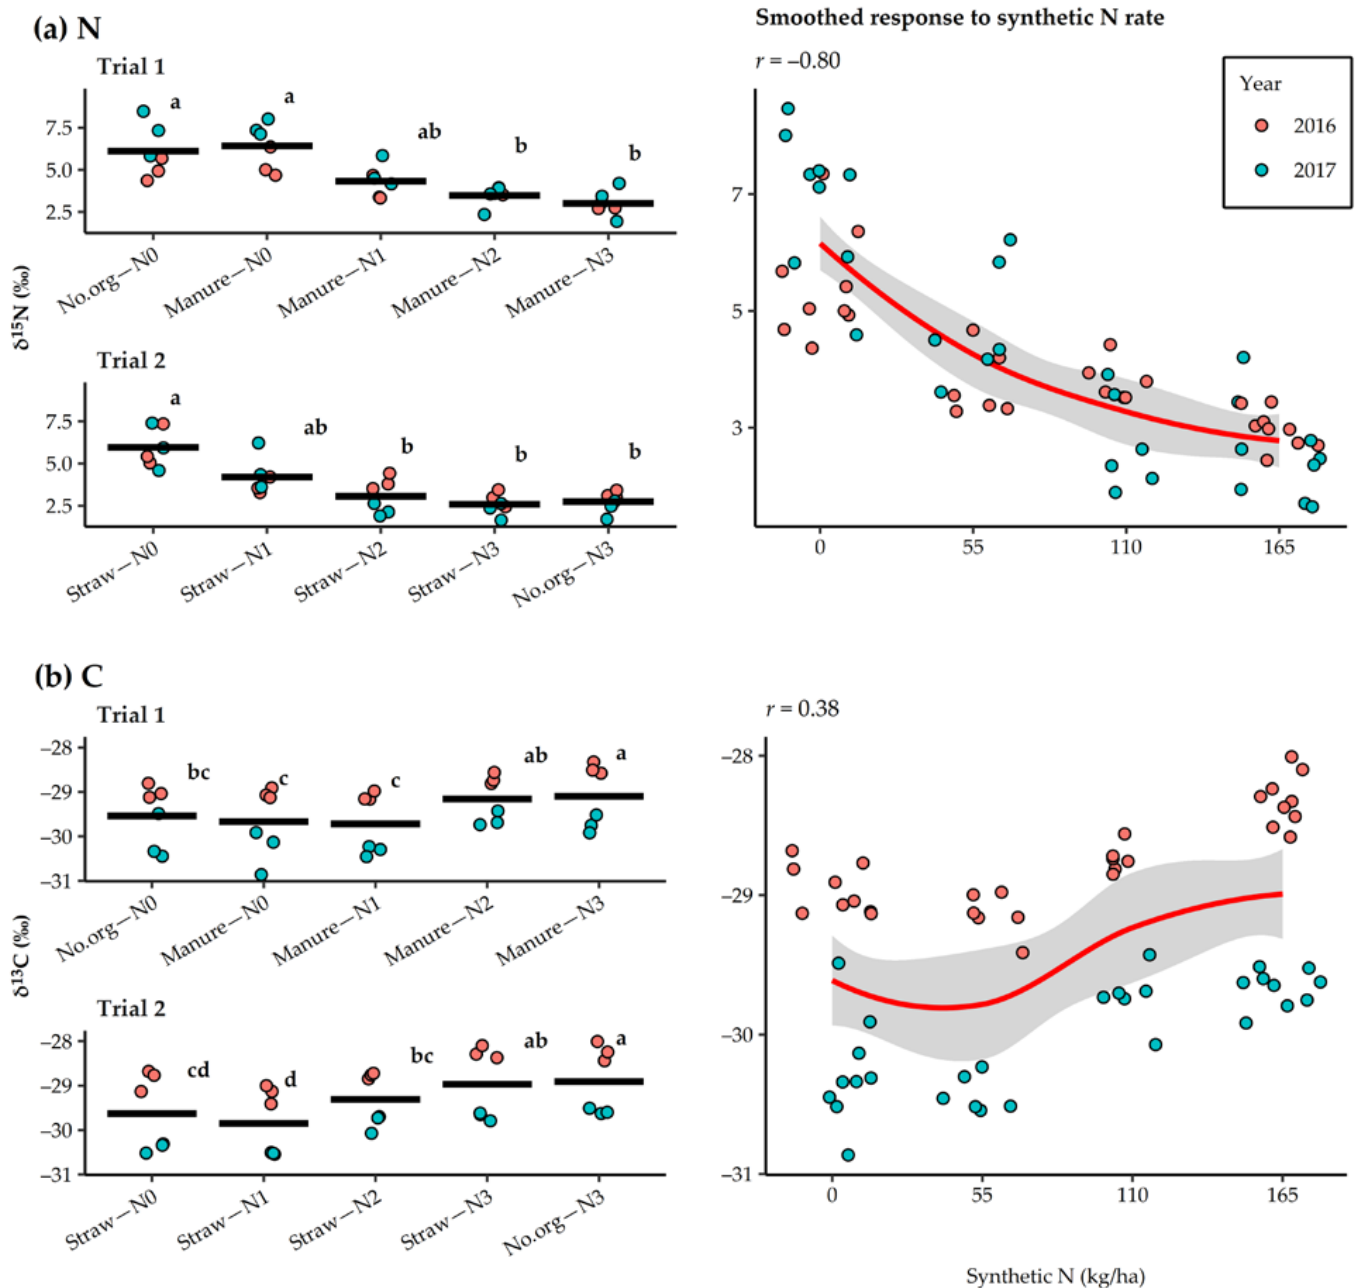 (a) N
Smoothed response to synthetic N rate
Trial 1
r = –0.80
Year
2016
2017
a
a
ab
b
b
7.5
5.0
2.5
No.org—N0
Manure—N0
Manure—N1
Manure—N2
Manure—N3
δ¹⁵N (‰)
Trial 2
a
ab
b
b
b
7.5
5.0
2.5
Straw—N0
Straw—N1
Straw—N2
Straw—N3
No.org—N3
7
5
3
0 55 110 165
(b) C
Trial 1
r = 0.38
bc
c
c
ab
a
–28
–29
–30
–31
No.org—N0
Manure—N0
Manure—N1
Manure—N2
Manure—N3
δ¹³C (‰)
Trial 2
cd
d
bc
ab
a
–28
–29
–30
–31
Straw—N0
Straw—N1
Straw—N2
Straw—N3
No.org—N3
–28
–29
–30
–31
0 55 110 165
Synthetic N (kg/ha)